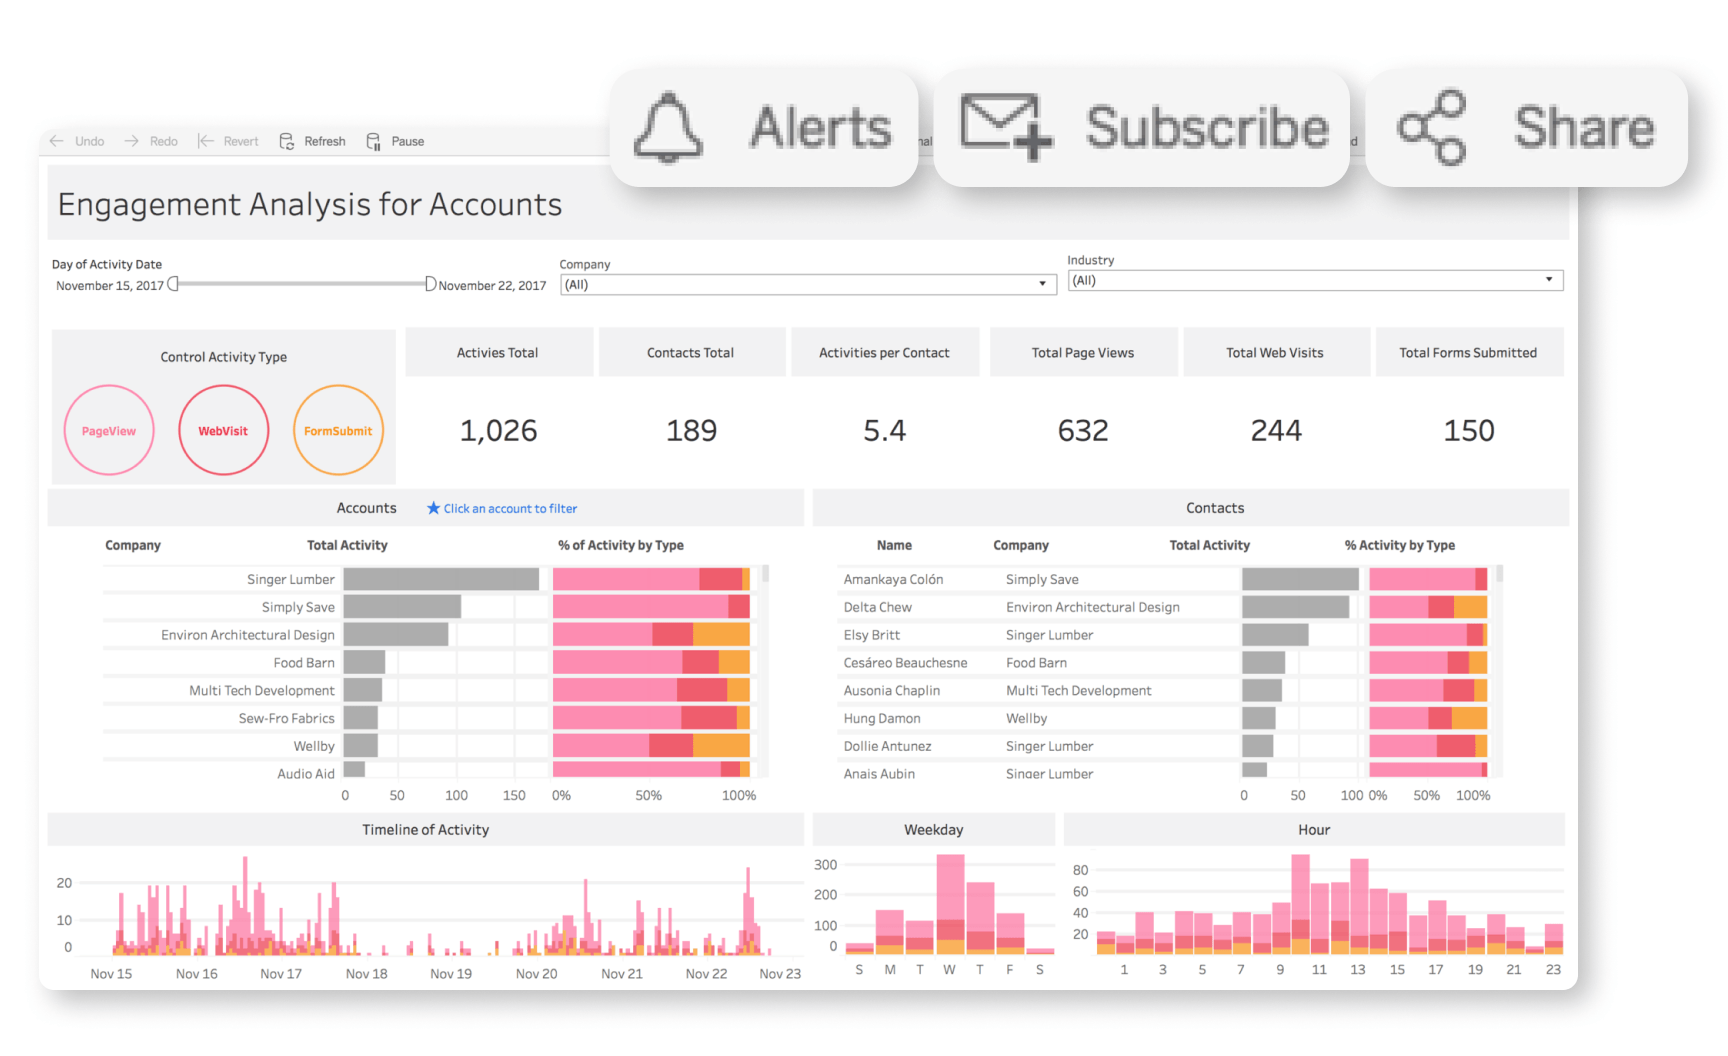 Alerts
Subscribe
Share
Undo
Redo
Revert
Refresh
Pause
Engagement Analysis for Accounts
Day of Activity Date
November 15, 2017
November 22, 2017
Company
(All)
Industry
(All)
Control Activity Type
PageView
WebVisit
FormSubmit
Activies Total
Contacts Total
Activities per Contact
Total Page Views
Total Web Visits
Total Forms Submitted
1,026
189
5.4
632
244
150
Accounts
Click an account to filter
Company Total Activity % of Activity by Type
Singer Lumber
Simply Save
Environ Architectural Design
Food Barn
Multi Tech Development
Sew-Fro Fabrics
Wellby
Audio Aid
0 50 100 150 0% 50% 100%
Contacts
Name Company Total Activity % Activity by Type
Amankaya Colón Simply Save
Delta Chew Environ Architectural Design
Elsy Britt Singer Lumber
Cesáreo Beauchesne Food Barn
Ausonia Chaplin Multi Tech Development
Hung Damon Wellby
Dollie Antunez Singer Lumber
Anais Aubin Singer Lumber
0 50 100 0% 50% 100%
Timeline of Activity
20
10
0
Nov 15 Nov 16 Nov 17 Nov 18 Nov 19 Nov 20 Nov 21 Nov 22 Nov 23
Weekday
300
200
100
0
S M T W T F S
Hour
80
60
40
20
1 3 5 7 9 11 13 15 17 19 21 23